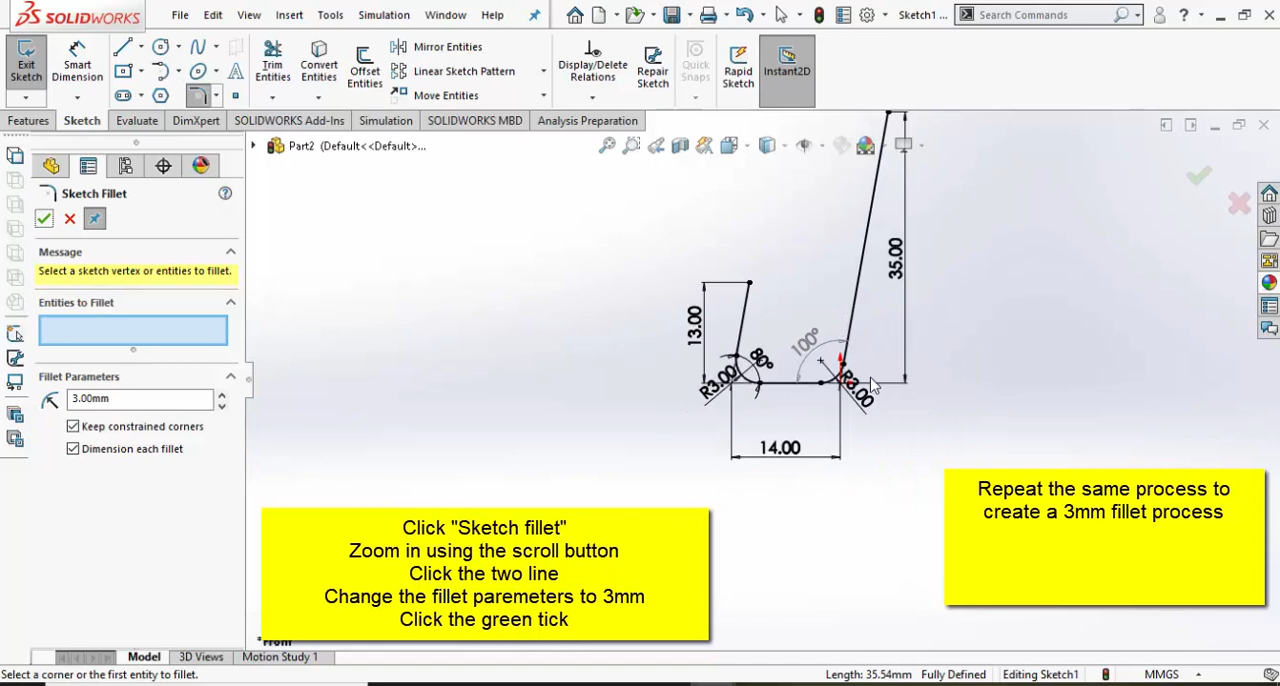 SOLIDWORKS File Edit View Insert Tools Simulation Window Help Sketch1 ... Search Commands
Exit Sketch
Smart Dimension
Trim Entities
Convert Entities
Offset Entities
Mirror Entities
Linear Sketch Pattern
Move Entities
Display/Delete Relations
Repair Sketch
Quick Snaps
Rapid Sketch
Instant2D
Features Sketch Evaluate DimXpert SOLIDWORKS Add-Ins Simulation SOLIDWORKS MBD Analysis Preparation
Part2 (Default<<Default>...
Sketch Fillet
Message
Select a sketch vertex or entities to fillet.
Entities to Fillet
Fillet Parameters
3.00mm
Keep constrained corners
Dimension each fillet
35.00
13.00
100°
80°
R3.00
R3.00
14.00
Click "Sketch fillet"
Zoom in using the scroll button
Click the two line
Change the fillet paremeters to 3mm
Click the green tick
Repeat the same process to
create a 3mm fillet process
*Front
Model 3D Views Motion Study 1
Select a corner or the first entity to fillet. Length: 35.54mm Fully Defined Editing Sketch1 MMGS